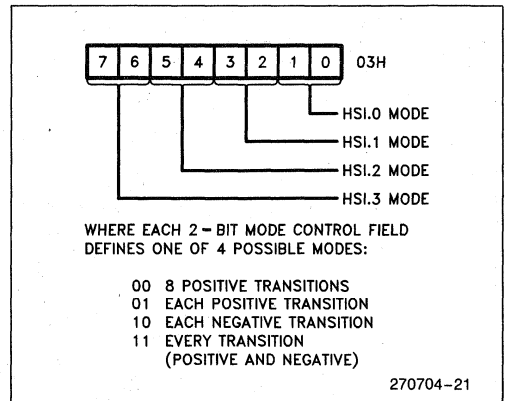 7 6 5 4 3 2 1 0 03H
HSI.0 MODE
HSI.1 MODE
HSI.2 MODE
HSI.3 MODE
WHERE EACH 2-BIT MODE CONTROL FIELD
DEFINES ONE OF 4 POSSIBLE MODES:
00 8 POSITIVE TRANSITIONS
01 EACH POSITIVE TRANSITION
10 EACH NEGATIVE TRANSITION
11 EVERY TRANSITION
(POSITIVE AND NEGATIVE)
270704-21